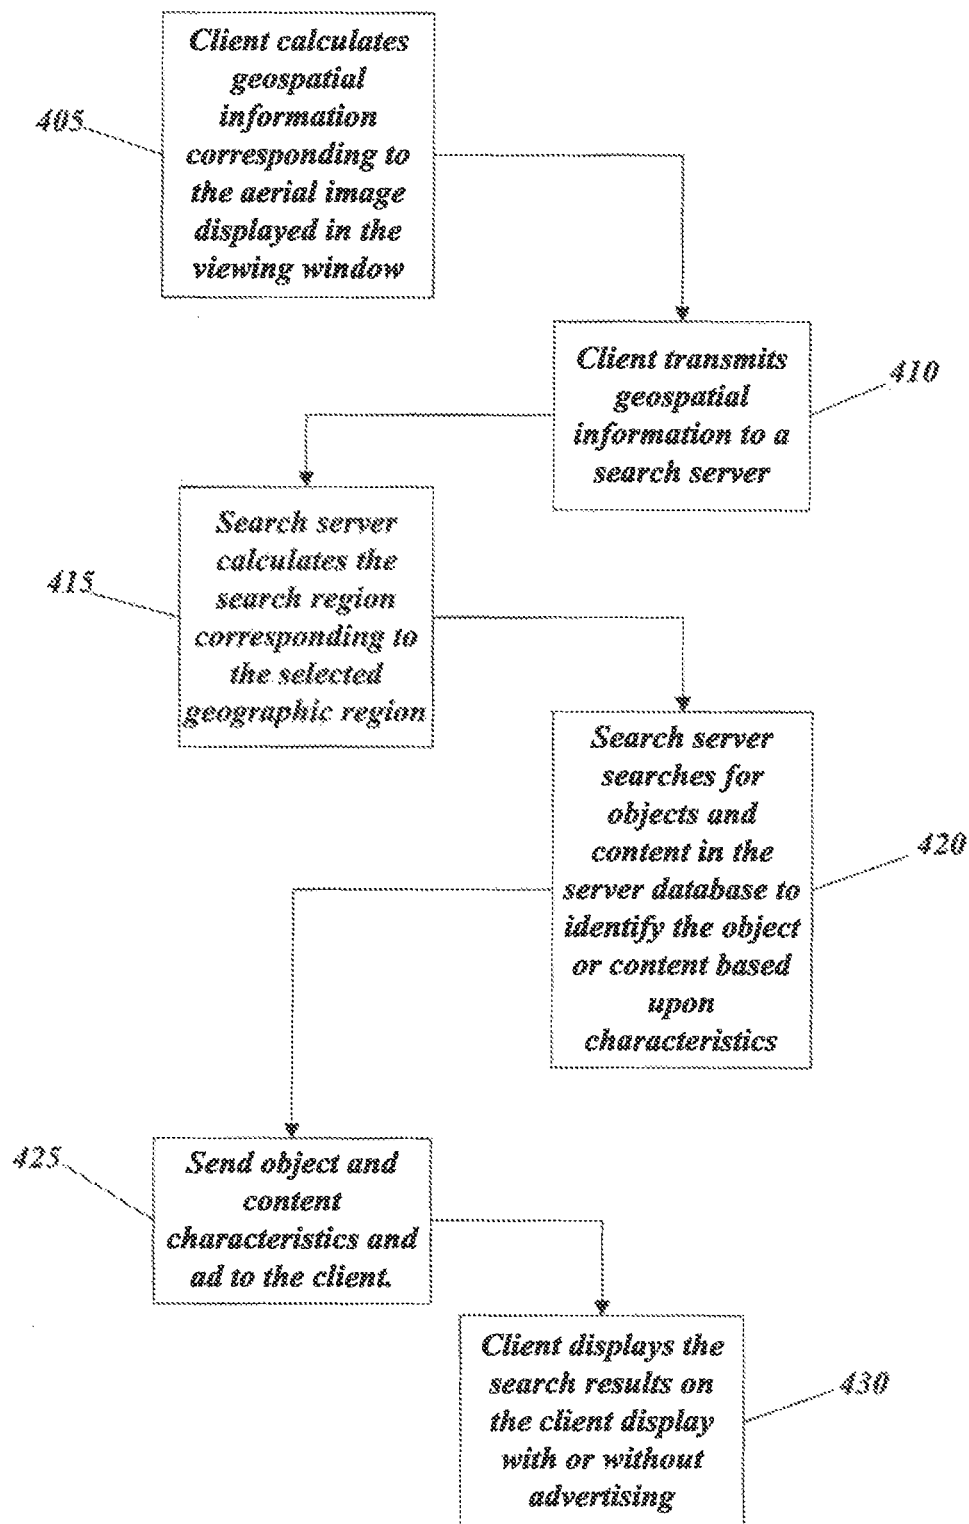 Client calculates
geospatial
information
corresponding to
the aerial image
displayed in the
viewing window
405
Client transmits
geospatial
information to a
search server
410
Search server
calculates the
search region
corresponding to
the selected
geographic region
415
Search server
searches for
objects and
content in the
server database to
identify the object
or content based
upon
characteristics
420
Send object and
content
characteristics and
ad to the client.
425
Client displays the
search results on
the client display
with or without
advertising
430